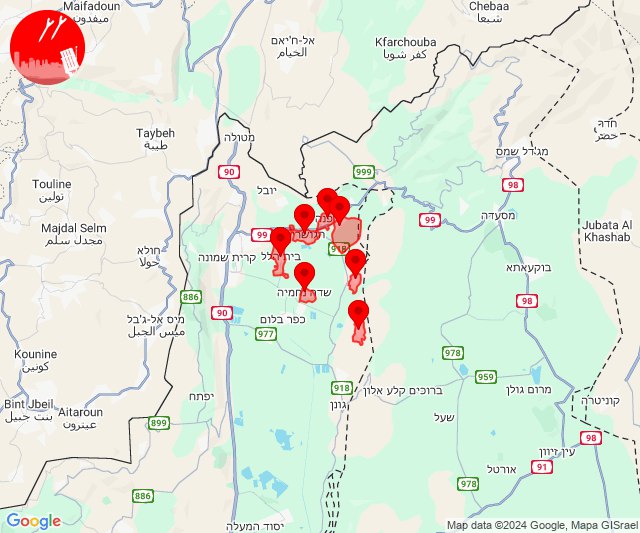 Maifadoun
ميفدون
Chebaa
شبعا
אל-ח'יאם
الخيام
Kfarchouba
كفر شوبا
Taybeh
طيبة
מטולה
חדר
حضر
מג'דל שמס
999
90
98
יובל
Touline
تولين
מסעדה
99
99
Jubata Al
Khashab
Majdal Selm
مجدل سلم
חולא
حولا
918
בית הלל
קרית שמונה
בוקעאתא
שדה נחמיה
886
98
90
מיס אל-ג'בל
ميس الجبل
כפר בלום
977
Kounine
كونين
978
959
918
ברוכים קלע אלון
מרום גולן
יפתח
גונן
קוניטרה
Bint Jbeil
بنت جبيل
Aitaroun
عيترون
שעל
899
98
עין זיוון
91
אורטל
886
978
Google
יסוד המעלה
Map data ©2024 Google, Mapa GISrael